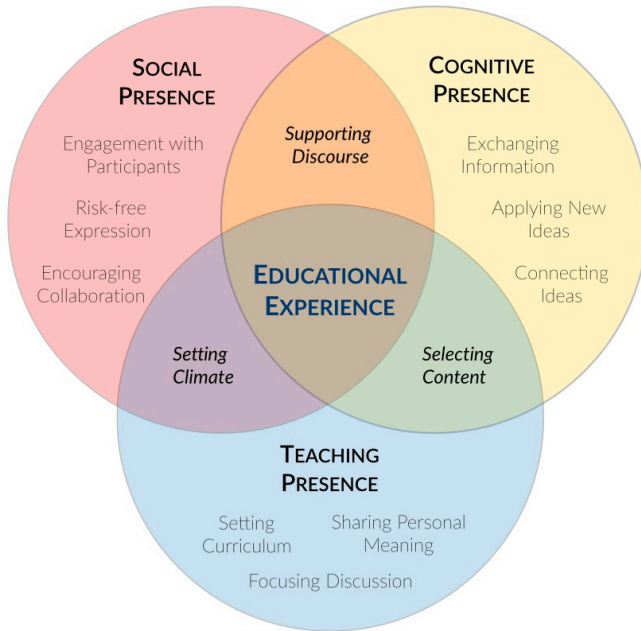 SOCIAL
PRESENCE
Engagement with
Participants
Risk-free
Expression
Encouraging
Collaboration
Supporting
Discourse
COGNITIVE
PRESENCE
Exchanging
Information
Applying New
Ideas
Connecting
Ideas
EDUCATIONAL
EXPERIENCE
Setting
Climate
Selecting
Content
TEACHING
PRESENCE
Setting
Curriculum
Sharing Personal
Meaning
Focusing Discussion